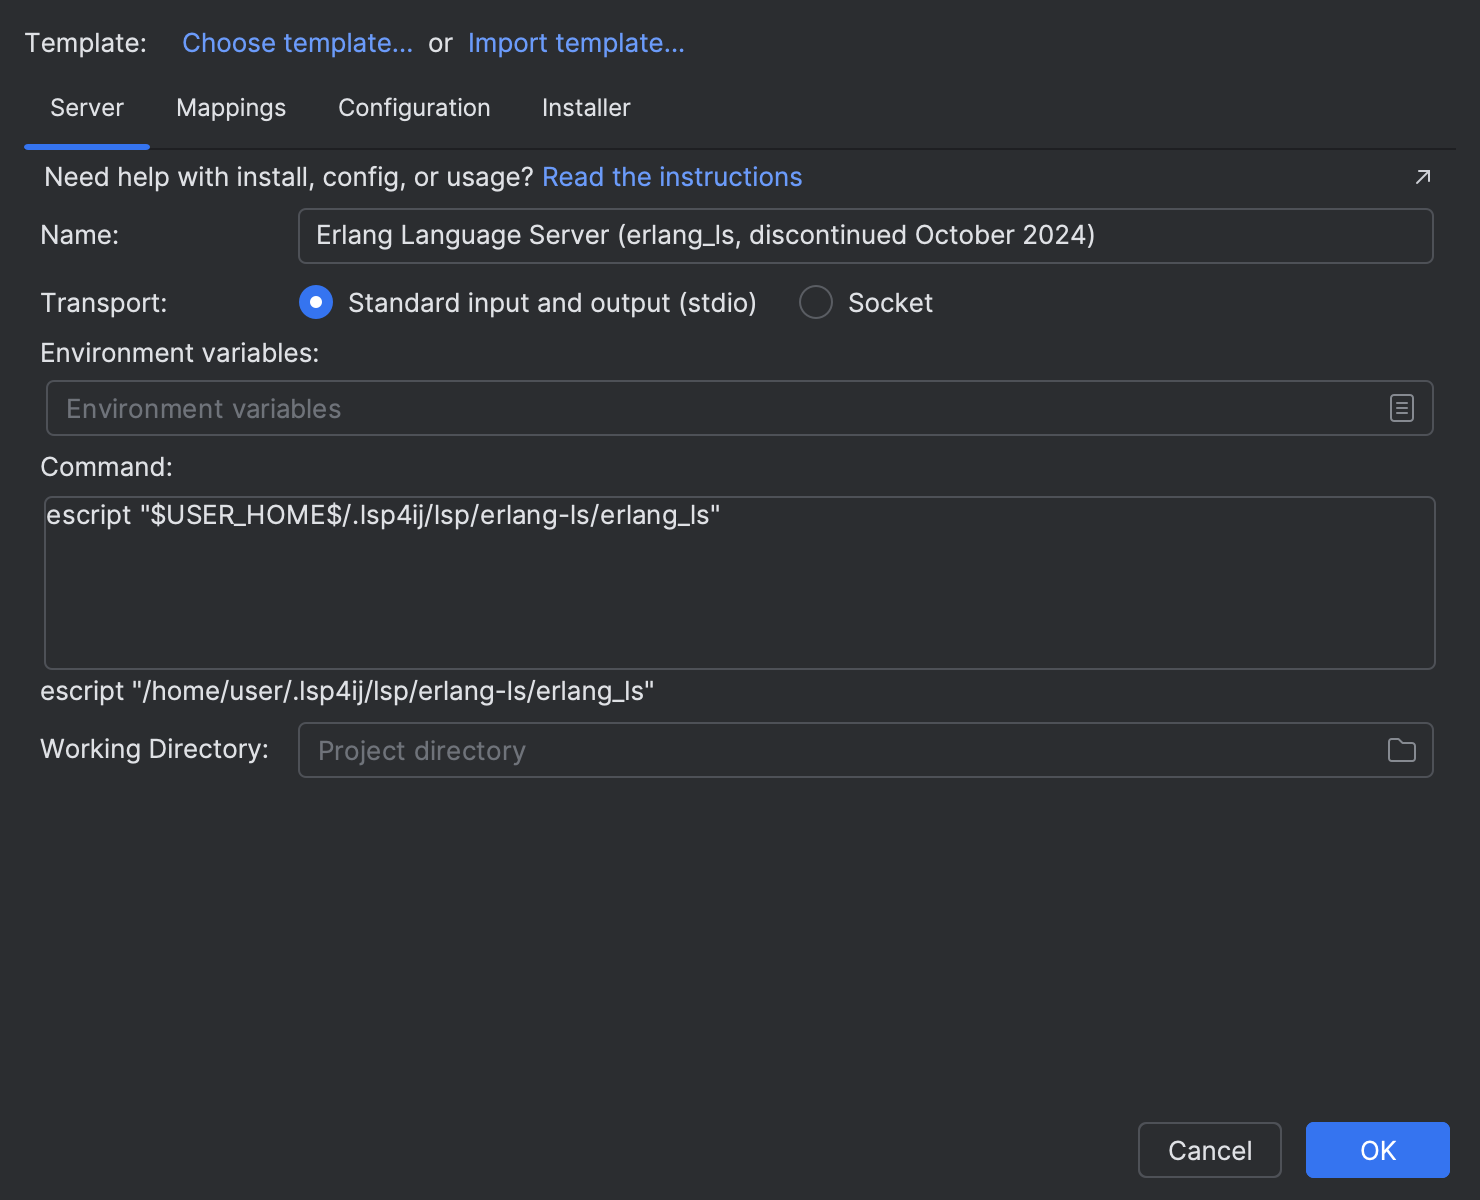 Template: Choose template... or Import template...
Server Mappings Configuration Installer
Need help with install, config, or usage? Read the instructions
Name: Erlang Language Server (erlang_ls, discontinued October 2024)
Transport: Standard input and output (stdio) Socket
Environment variables:
Environment variables
Command:
escript "$USER_HOME$/.lsp4ij/lsp/erlang-ls/erlang_ls"
escript "/home/user/.lsp4ij/lsp/erlang-ls/erlang_ls"
Working Directory: Project directory
Cancel OK